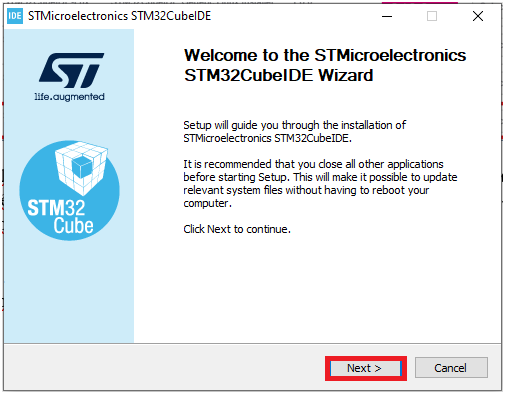 IDE STMicroelectronics STM32CubeIDE
life.augmented
STM32
Cube
Welcome to the STMicroelectronics
STM32CubeIDE Wizard
Setup will guide you through the installation of
STMicroelectronics STM32CubeIDE.
It is recommended that you close all other applications
before starting Setup. This will make it possible to update
relevant system files without having to reboot your
computer.
Click Next to continue.
Next >
Cancel